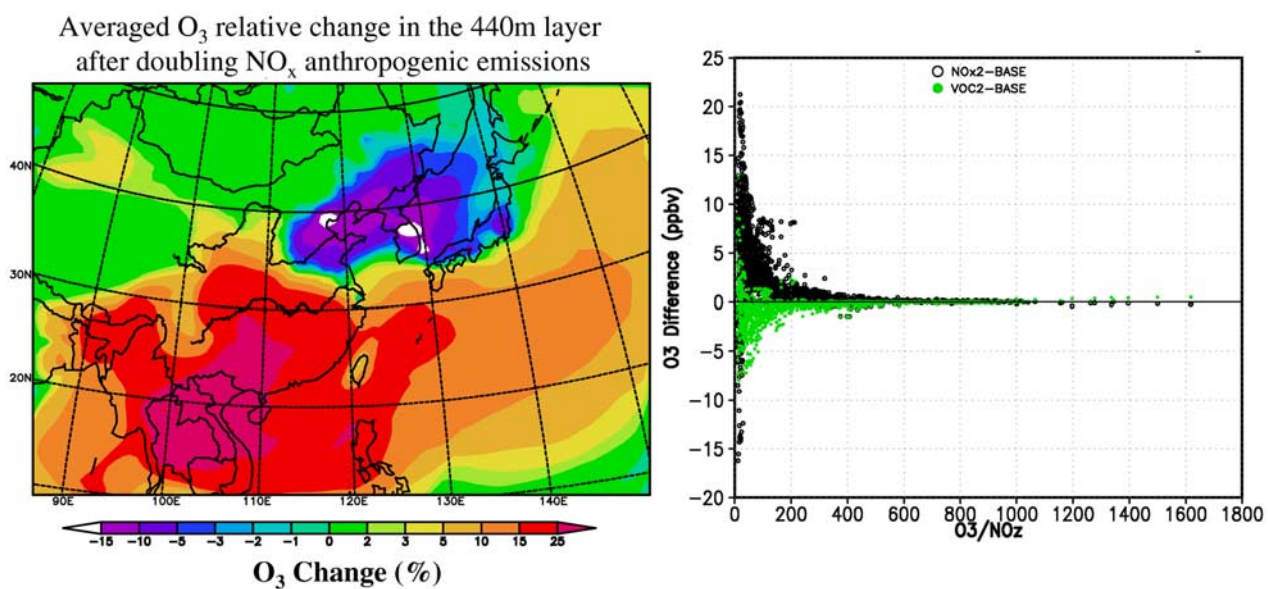 Averaged O₃ relative change in the 440m layer
after doubling NOₓ anthropogenic emissions
40N
30N
20N
90E 100E 110E 120E 130E 140E
-15 -10 -5 -3 -2 -1 0 2 3 5 10 15 25
O₃ Change (%)
NOx2-BASE
VOC2-BASE
O3 Difference (ppbv)
25
20
15
10
5
0
-5
-10
-15
-20
0 200 400 600 800 1000 1200 1400 1600 1800
O3/NOz